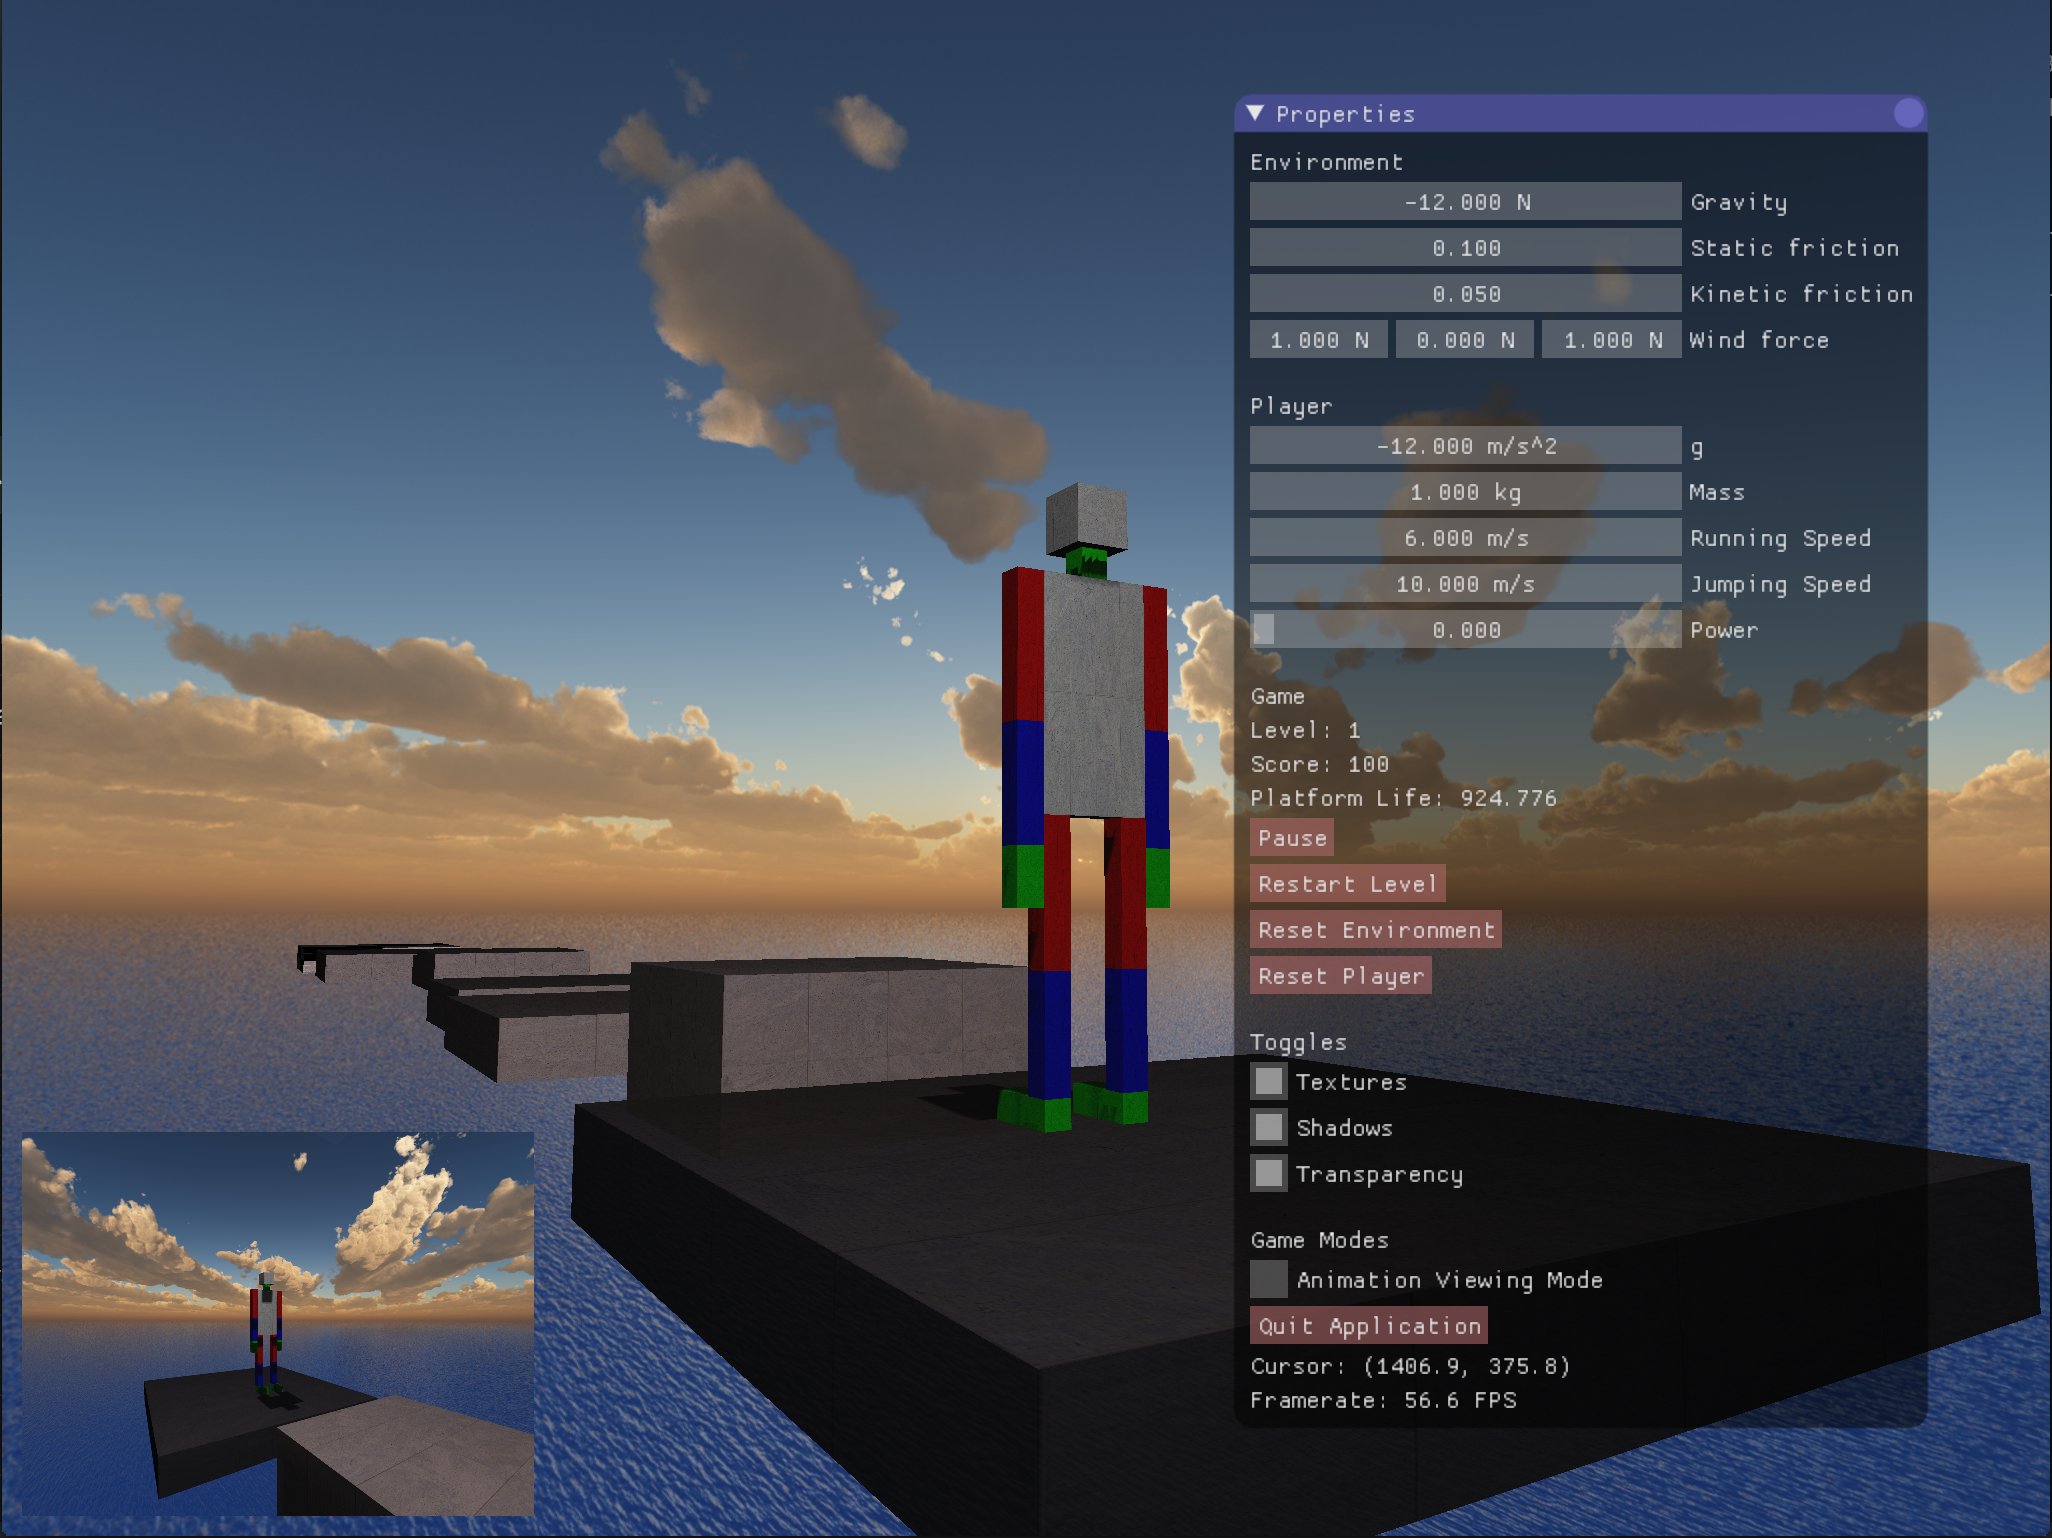 Properties
Environment
-12.000 N Gravity
0.100 Static friction
0.050 Kinetic friction
1.000 N 0.000 N 1.000 N Wind force
Player
-12.000 m/s^2 g
1.000 kg Mass
6.000 m/s Running Speed
10.000 m/s Jumping Speed
0.000 Power
Game
Level: 1
Score: 100
Platform Life: 924.776
Pause
Restart Level
Reset Environment
Reset Player
Toggles
Textures
Shadows
Transparency
Game Modes
Animation Viewing Mode
Quit Application
Cursor: (1406.9, 375.8)
Framerate: 56.6 FPS